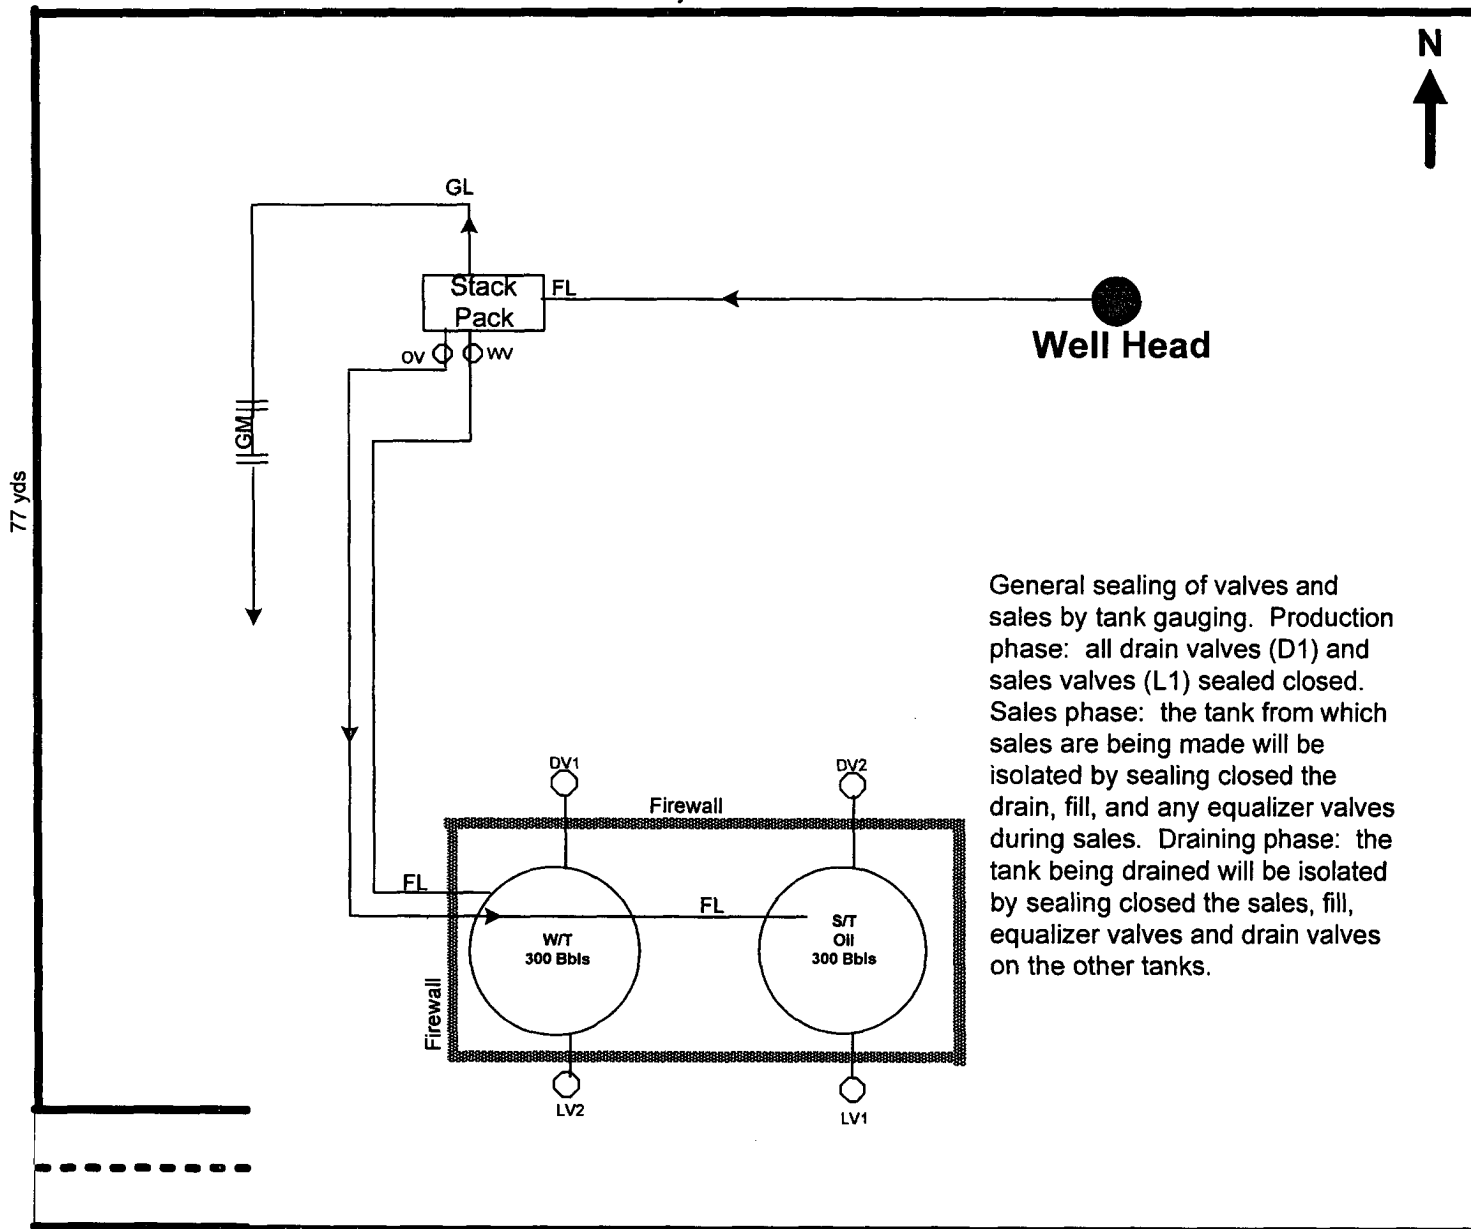 N
GL
Stack
Pack
FL
Well Head
OV
WV
GM
77 yds
General sealing of valves and
sales by tank gauging. Production
phase: all drain valves (D1) and
sales valves (L1) sealed closed.
Sales phase: the tank from which
sales are being made will be
isolated by sealing closed the
drain, fill, and any equalizer valves
during sales. Draining phase: the
tank being drained will be isolated
by sealing closed the sales, fill,
equalizer valves and drain valves
on the other tanks.
DV1
DV2
Firewall
FL
FL
W/T
300 Bbls
S/T
Oil
300 Bbls
Firewall
LV2
LV1